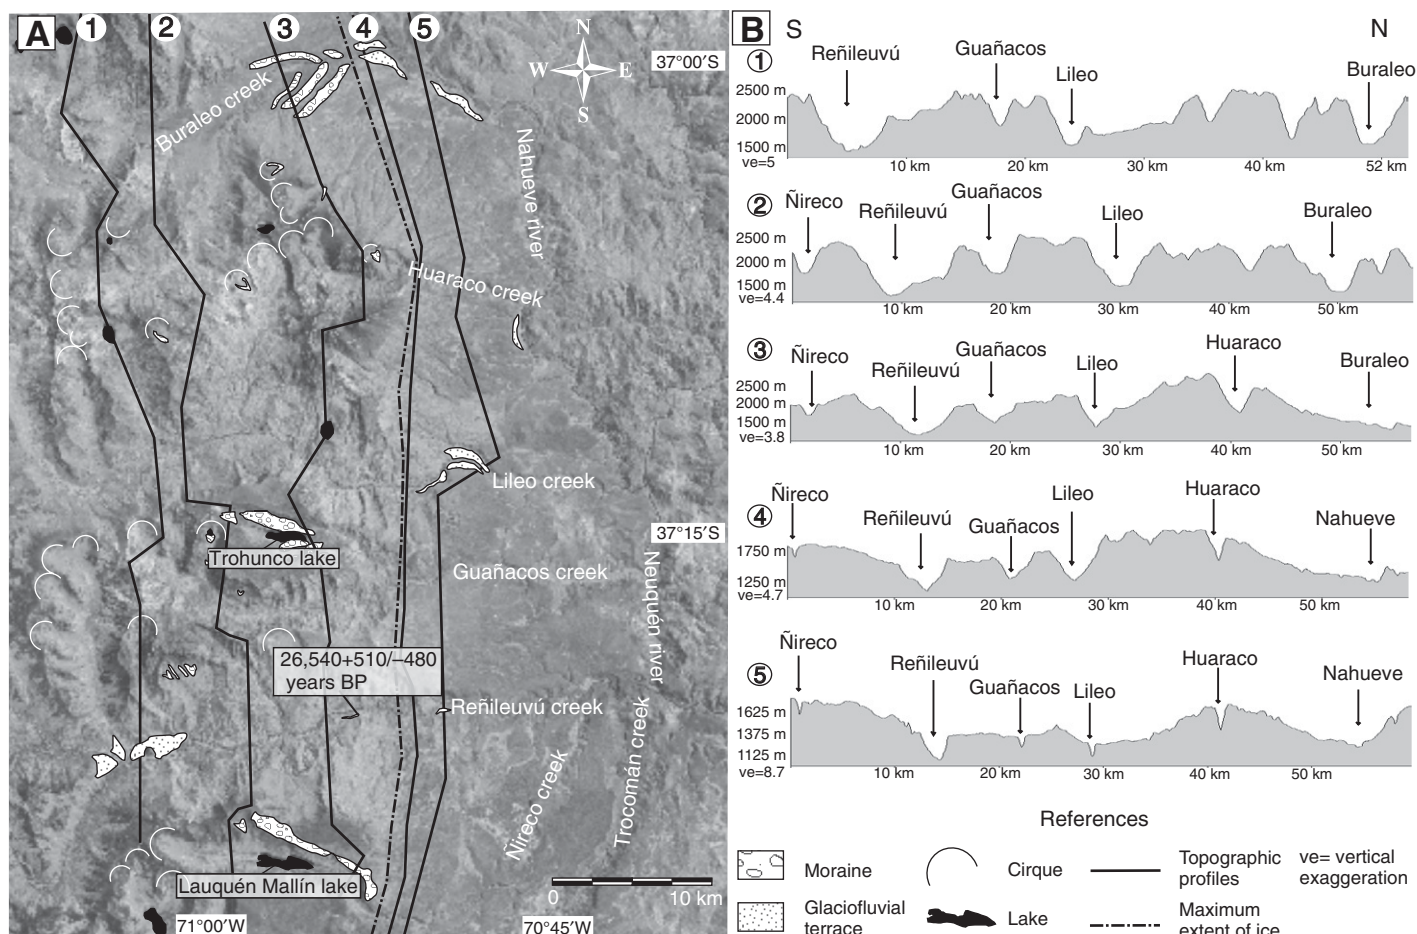 A
1
2
3
4
5
N
W
E
S
37°00′S
Buraleo creek
Nahueve river
Huaraco creek
Lileo creek
37°15′S
Trohunco lake
Guañacos creek
Neuquén river
26,540+510/–480
years BP
Reñileuvú creek
Ñireco creek
Trocomán creek
Lauquén Mallín lake
0
10 km
71°00′W
70°45′W
B
S
N
1
Reñileuvú
Guañacos
Lileo
Buraleo
2500 m
2000 m
1500 m
ve=5
10 km
20 km
30 km
40 km
52 km
2
Ñireco
Reñileuvú
Guañacos
Lileo
Buraleo
2500 m
2000 m
1500 m
ve=4.4
10 km
20 km
30 km
40 km
50 km
3
Ñireco
Reñileuvú
Guañacos
Lileo
Huaraco
Buraleo
2500 m
2000 m
1500 m
ve=3.8
10 km
20 km
30 km
40 km
50 km
4
Ñireco
Reñileuvú
Guañacos
Lileo
Huaraco
Nahueve
1750 m
1250 m
ve=4.7
10 km
20 km
30 km
40 km
50 km
5
Ñireco
Reñileuvú
Guañacos
Lileo
Huaraco
Nahueve
1625 m
1375 m
1125 m
ve=8.7
10 km
20 km
30 km
40 km
50 km
References
Moraine
Cirque
Topographic
profiles
ve= vertical
exaggeration
Glaciofluvial
terrace
Lake
Maximum
extent of ice